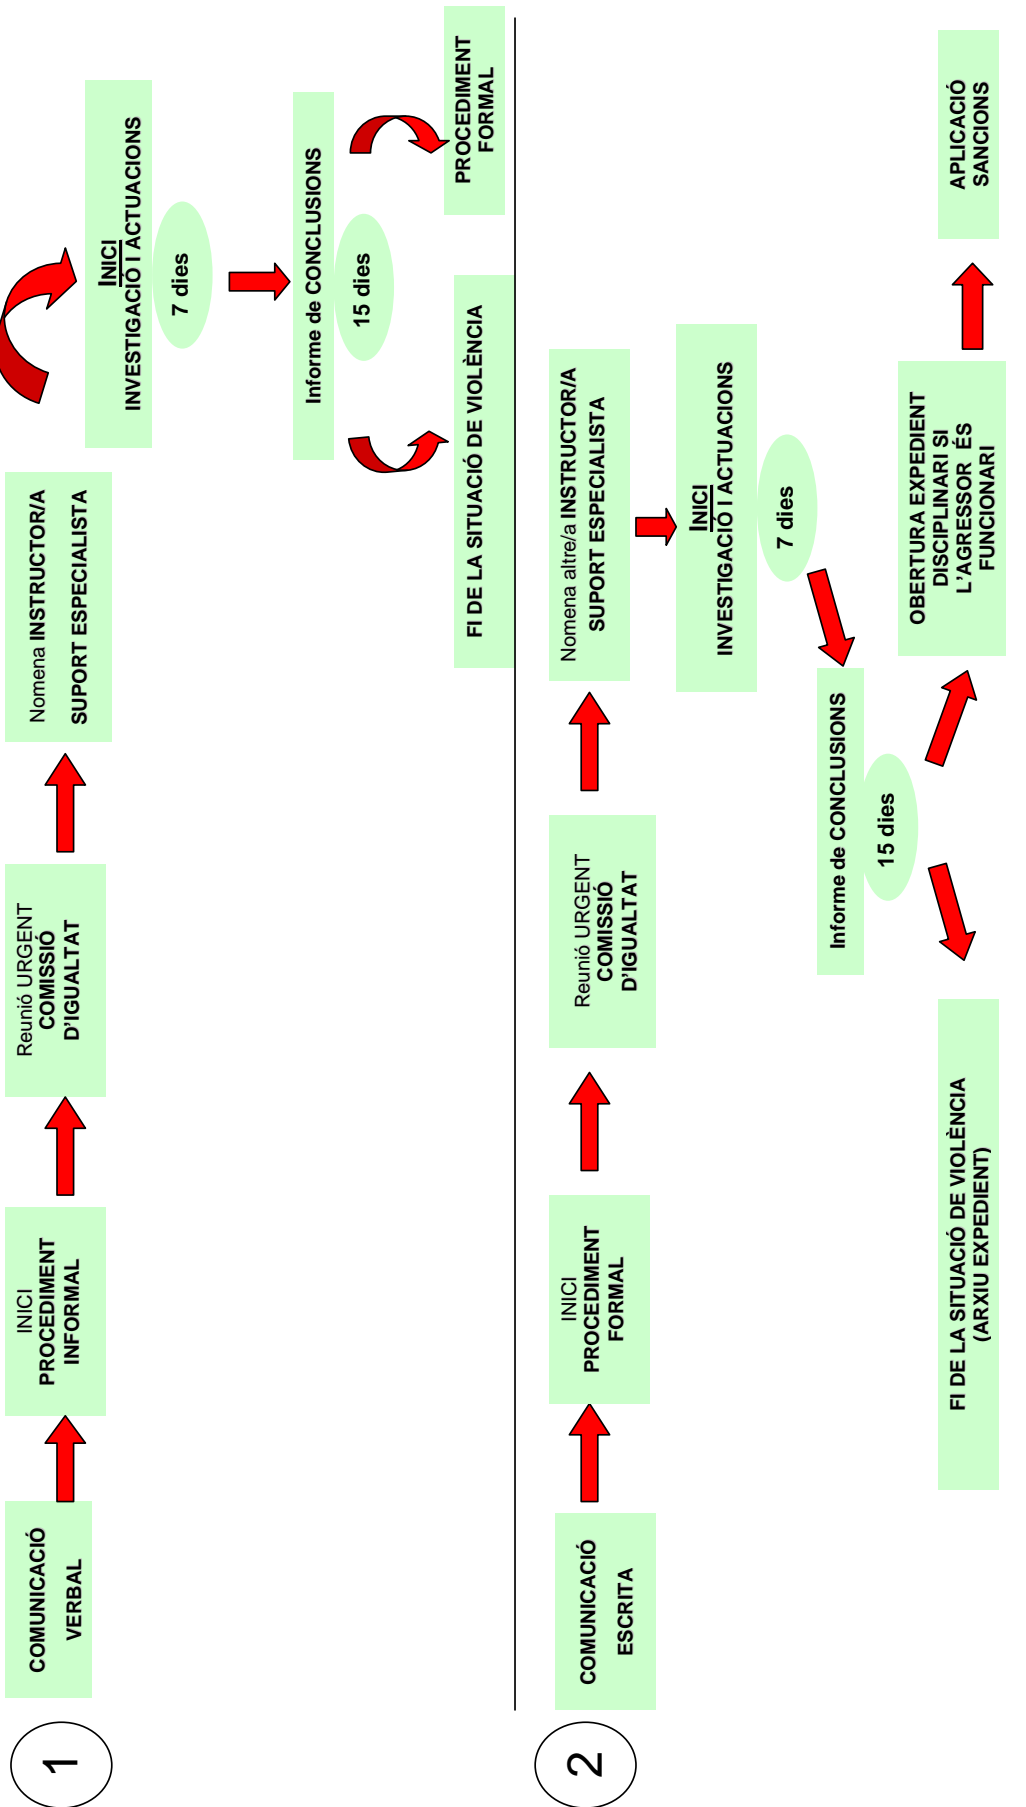 1
COMUNICACIÓ
VERBAL
INICI
PROCEDIMENT
INFORMAL
Reunió URGENT
COMISSIÓ
D'IGUALTAT
Nomena INSTRUCTOR/A
SUPORT ESPECIALISTA
INICI
INVESTIGACIÓ I ACTUACIONS
7 dies
Informe de CONCLUSIONS
15 dies
FI DE LA SITUACIÓ DE VIOLÈNCIA
PROCEDIMENT
FORMAL
2
COMUNICACIÓ
ESCRITA
INICI
PROCEDIMENT
FORMAL
Reunió URGENT
COMISSIÓ
D'IGUALTAT
Nomena altre/a INSTRUCTOR/A
SUPORT ESPECIALISTA
INICI
INVESTIGACIÓ I ACTUACIONS
7 dies
Informe de CONCLUSIONS
15 dies
FI DE LA SITUACIÓ DE VIOLÈNCIA
(ARXIU EXPEDIENT)
OBERTURA EXPEDIENT
DISCIPLINARI SI
L'AGRESSOR ÉS
FUNCIONARI
APLICACIÓ
SANCIONS